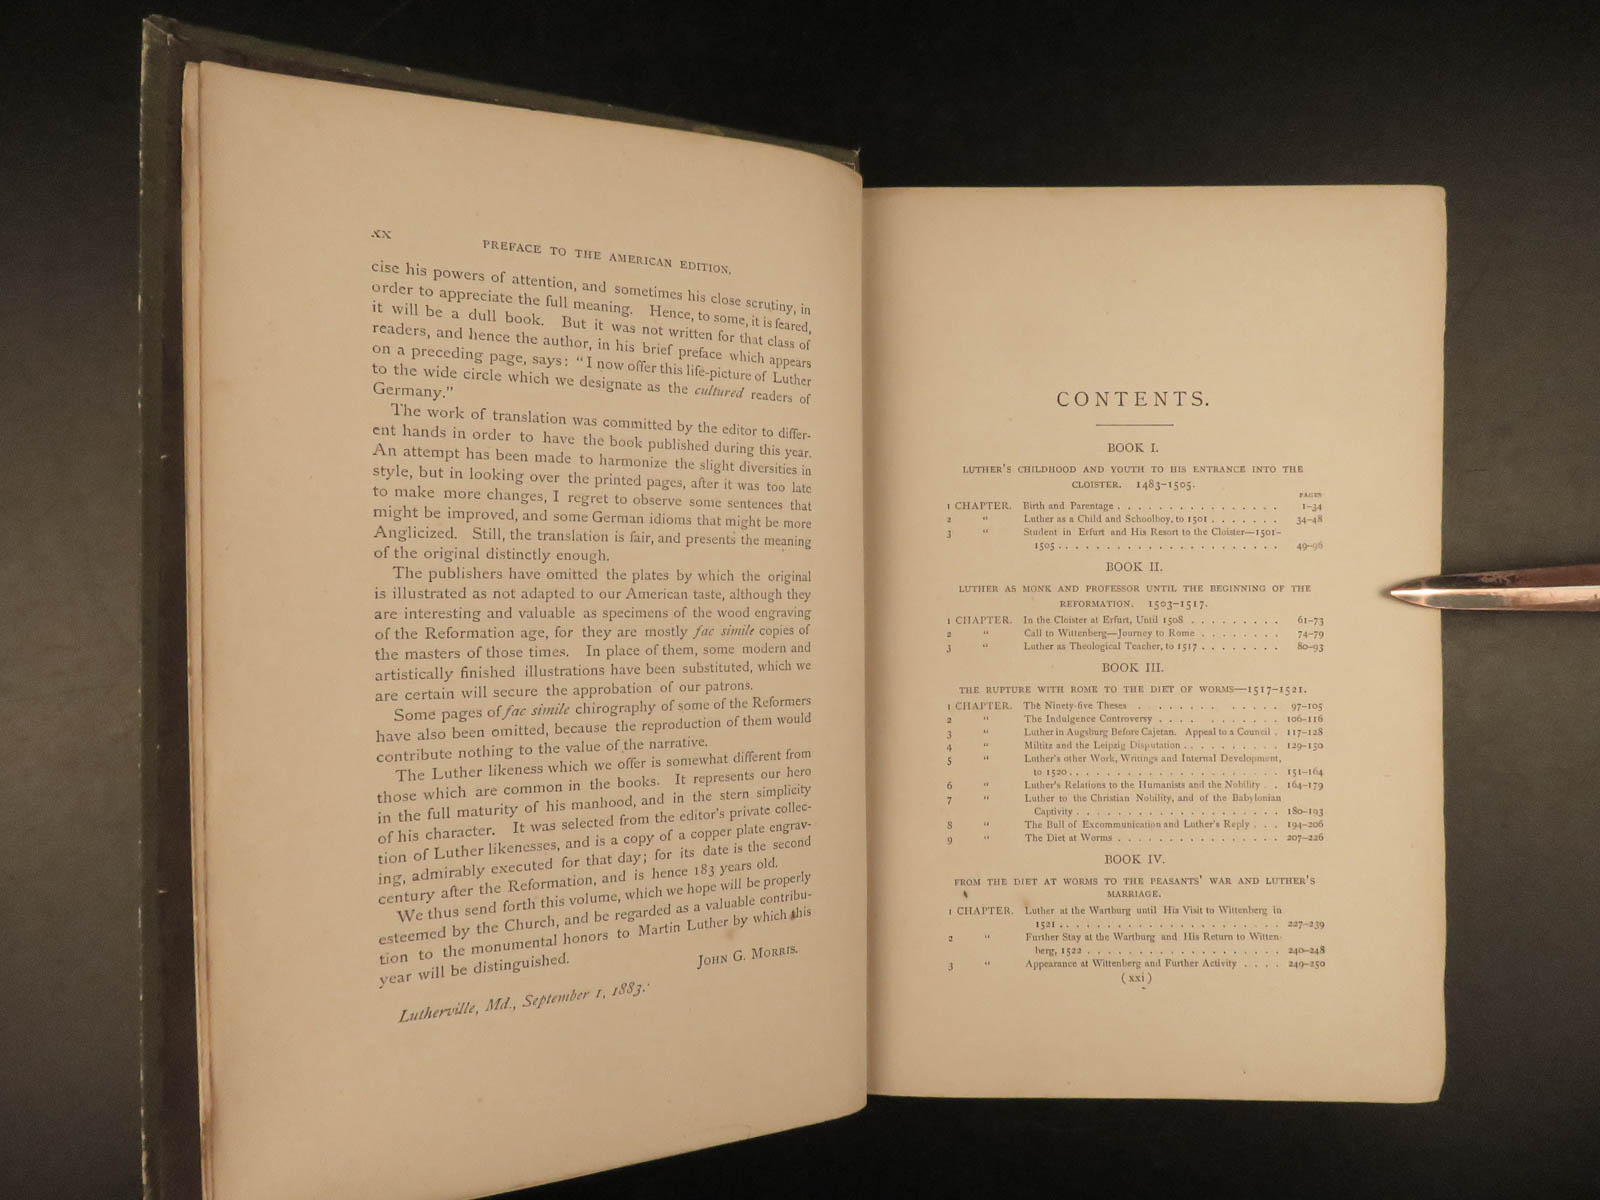 xx
PREFACE TO THE AMERICAN EDITION.
cise his powers of attention, and sometimes his close scrutiny, in
order to appreciate the full meaning. Hence, to some, it is feared,
it will be a dull book. But it was not written for that class of
readers, and hence the author, in his brief preface which appears
on a preceding page, says: "I now offer this life-picture of Luther
to the wide circle which we designate as the cultured readers of
Germany."
The work of translation was committed by the editor to differ-
ent hands in order to have the book published during this year.
An attempt has been made to harmonize the slight diversities in
style, but in looking over the printed pages, after it was too late
to make more changes, I regret to observe some sentences that
might be improved, and some German idioms that might be more
Anglicized. Still, the translation is fair, and presents the meaning
of the original distinctly enough.
The publishers have omitted the plates by which the original
is illustrated as not adapted to our American taste, although they
are interesting and valuable as specimens of the wood engraving
of the Reformation age, for they are mostly fac simile copies of
the masters of those times. In place of them, some modern and
artistically finished illustrations have been substituted, which we
are certain will secure the approbation of our patrons.
Some pages of fac simile chirography of some of the Reformers
have also been omitted, because the reproduction of them would
contribute nothing to the value of the narrative.
The Luther likeness which we offer is somewhat different from
those which are common in the books. It represents our hero
in the full maturity of his manhood, and in the stern simplicity
of his character. It was selected from the editor's private collec-
tion of Luther likenesses, and is a copy of a copper plate engrav-
ing, admirably executed for that day; for its date is the second
century after the Reformation, and is hence 183 years old.
We thus send forth this volume, which we hope will be properly
esteemed by the Church, and be regarded as a valuable contribu-
tion to the monumental honors to Martin Luther by which this
year will be distinguished.
JOHN G. MORRIS.
Lutherville, Md., September 1, 1883.
CONTENTS.
BOOK I.
LUTHER'S CHILDHOOD AND YOUTH TO HIS ENTRANCE INTO THE
CLOISTER. 1483-1505.
PAGES
1 CHAPTER. Birth and Parentage . . . . . . . . . . . . . . . . 1-34
2 " Luther as a Child and Schoolboy, to 1501 . . . . . . . 34-48
3 " Student in Erfurt and His Resort to the Cloister—1501-
1505 . . . . . . . . . . . . . . . . . . . . . . 49-96
BOOK II.
LUTHER AS MONK AND PROFESSOR UNTIL THE BEGINNING OF THE
REFORMATION. 1503-1517.
1 CHAPTER. In the Cloister at Erfurt, Until 1508 . . . . . . . . . 61-73
2 " Call to Wittenberg—Journey to Rome . . . . . . . . 74-79
3 " Luther as Theological Teacher, to 1517 . . . . . . . . 80-93
BOOK III.
THE RUPTURE WITH ROME TO THE DIET OF WORMS—1517-1521.
1 CHAPTER. The Ninety-five Theses . . . . . . . . . . . . . 97-105
2 " The Indulgence Controversy . . . . . . . . . . . 106-116
3 " Luther in Augsburg Before Cajetan. Appeal to a Council . 117-128
4 " Miltitz and the Leipzig Disputation . . . . . . . . . . 129-150
5 " Luther's other Work, Writings and Internal Development,
to 1520 . . . . . . . . . . . . . . . . . . . . . 151-164
6 " Luther's Relations to the Humanists and the Nobility . . 164-179
7 " Luther to the Christian Nobility, and of the Babylonian
Captivity . . . . . . . . . . . . . . . . . . . . 180-193
8 " The Bull of Excommunication and Luther's Reply . . . 194-206
9 " The Diet at Worms . . . . . . . . . . . . . . . . 207-226
BOOK IV.
FROM THE DIET AT WORMS TO THE PEASANTS' WAR AND LUTHER'S
MARRIAGE.
1 CHAPTER. Luther at the Wartburg until His Visit to Wittenberg in
1521 . . . . . . . . . . . . . . . . . . . . . . 227-239
2 " Further Stay at the Wartburg and His Return to Witten-
berg, 1522 . . . . . . . . . . . . . . . . . . . 240-248
3 " Appearance at Wittenberg and Further Activity . . . . 249-250
(xxi)